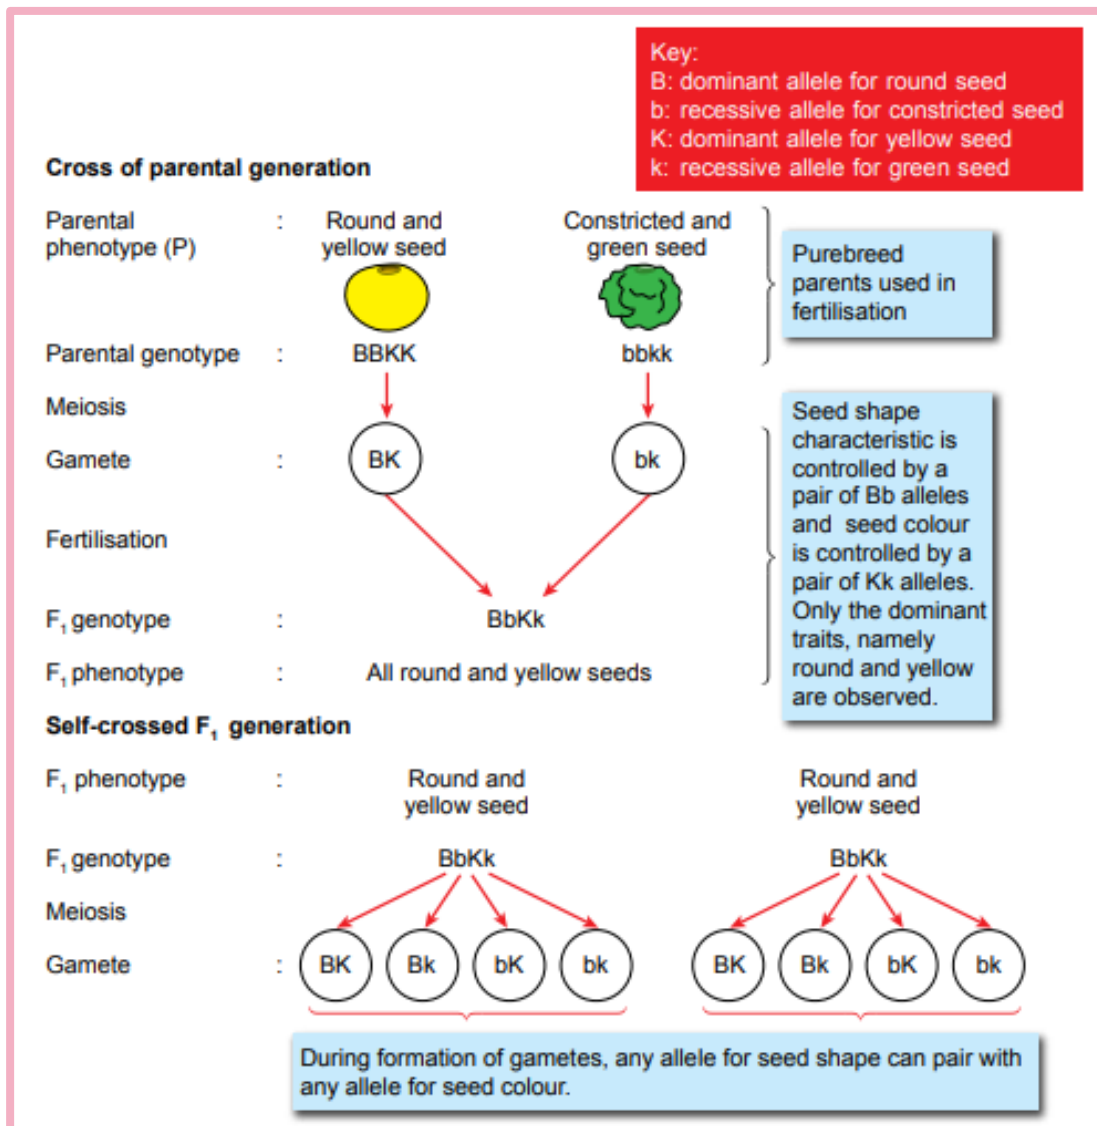 Key:
B: dominant allele for round seed
b: recessive allele for constricted seed
K: dominant allele for yellow seed
k: recessive allele for green seed
Cross of parental generation
Parental phenotype (P) : Round and yellow seed Constricted and green seed
Purebreed
parents used in
fertilisation
Parental genotype : BBKK bbkk
Meiosis
Gamete : BK bk
Fertilisation
F₁ genotype : BbKk
F₁ phenotype : All round and yellow seeds
Seed shape
characteristic is
controlled by a
pair of Bb alleles
and seed colour
is controlled by a
pair of Kk alleles.
Only the dominant
traits, namely
round and yellow
are observed.
Self-crossed F₁ generation
F₁ phenotype : Round and yellow seed Round and yellow seed
F₁ genotype : BbKk BbKk
Meiosis
Gamete : BK Bk bK bk BK Bk bK bk
During formation of gametes, any allele for seed shape can pair with
any allele for seed colour.